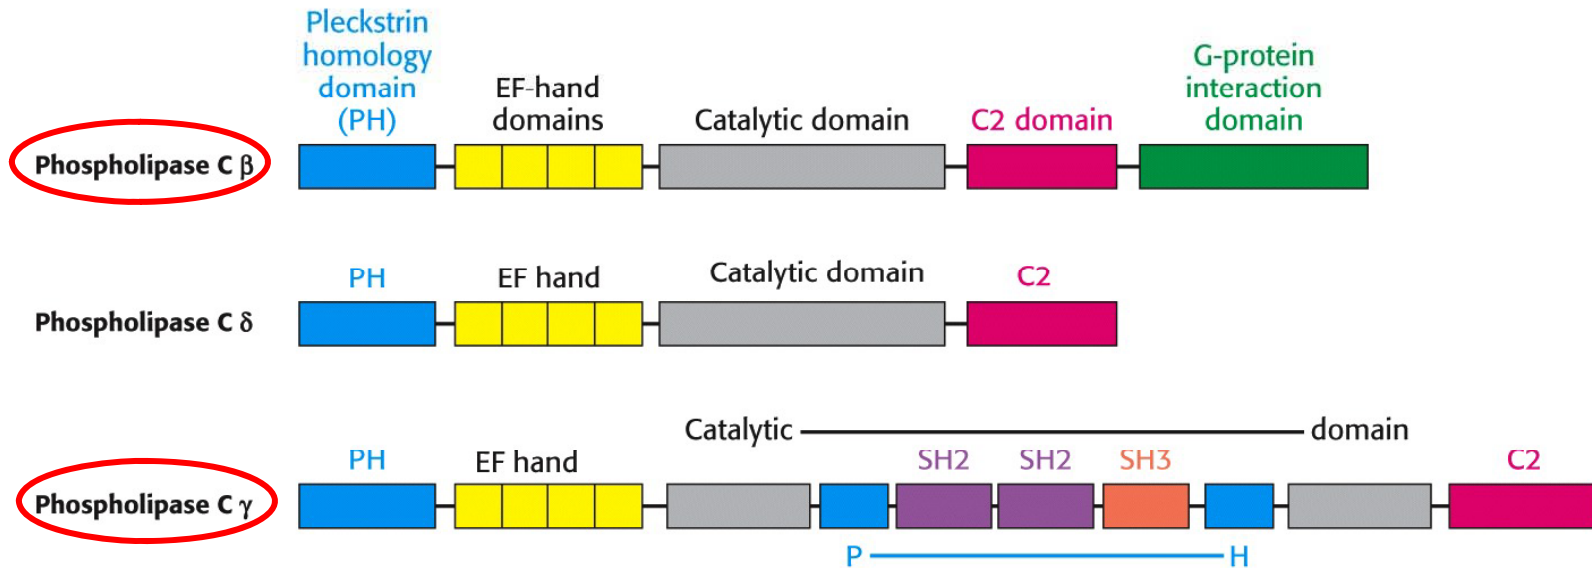 Pleckstrin
homology
domain
(PH)
EF-hand
domains
Catalytic domain
C2 domain
G-protein
interaction
domain
Phospholipase C β
PH
EF hand
Catalytic domain
C2
Phospholipase C δ
Catalytic domain
PH
EF hand
SH2
SH2
SH3
C2
Phospholipase C γ
P H